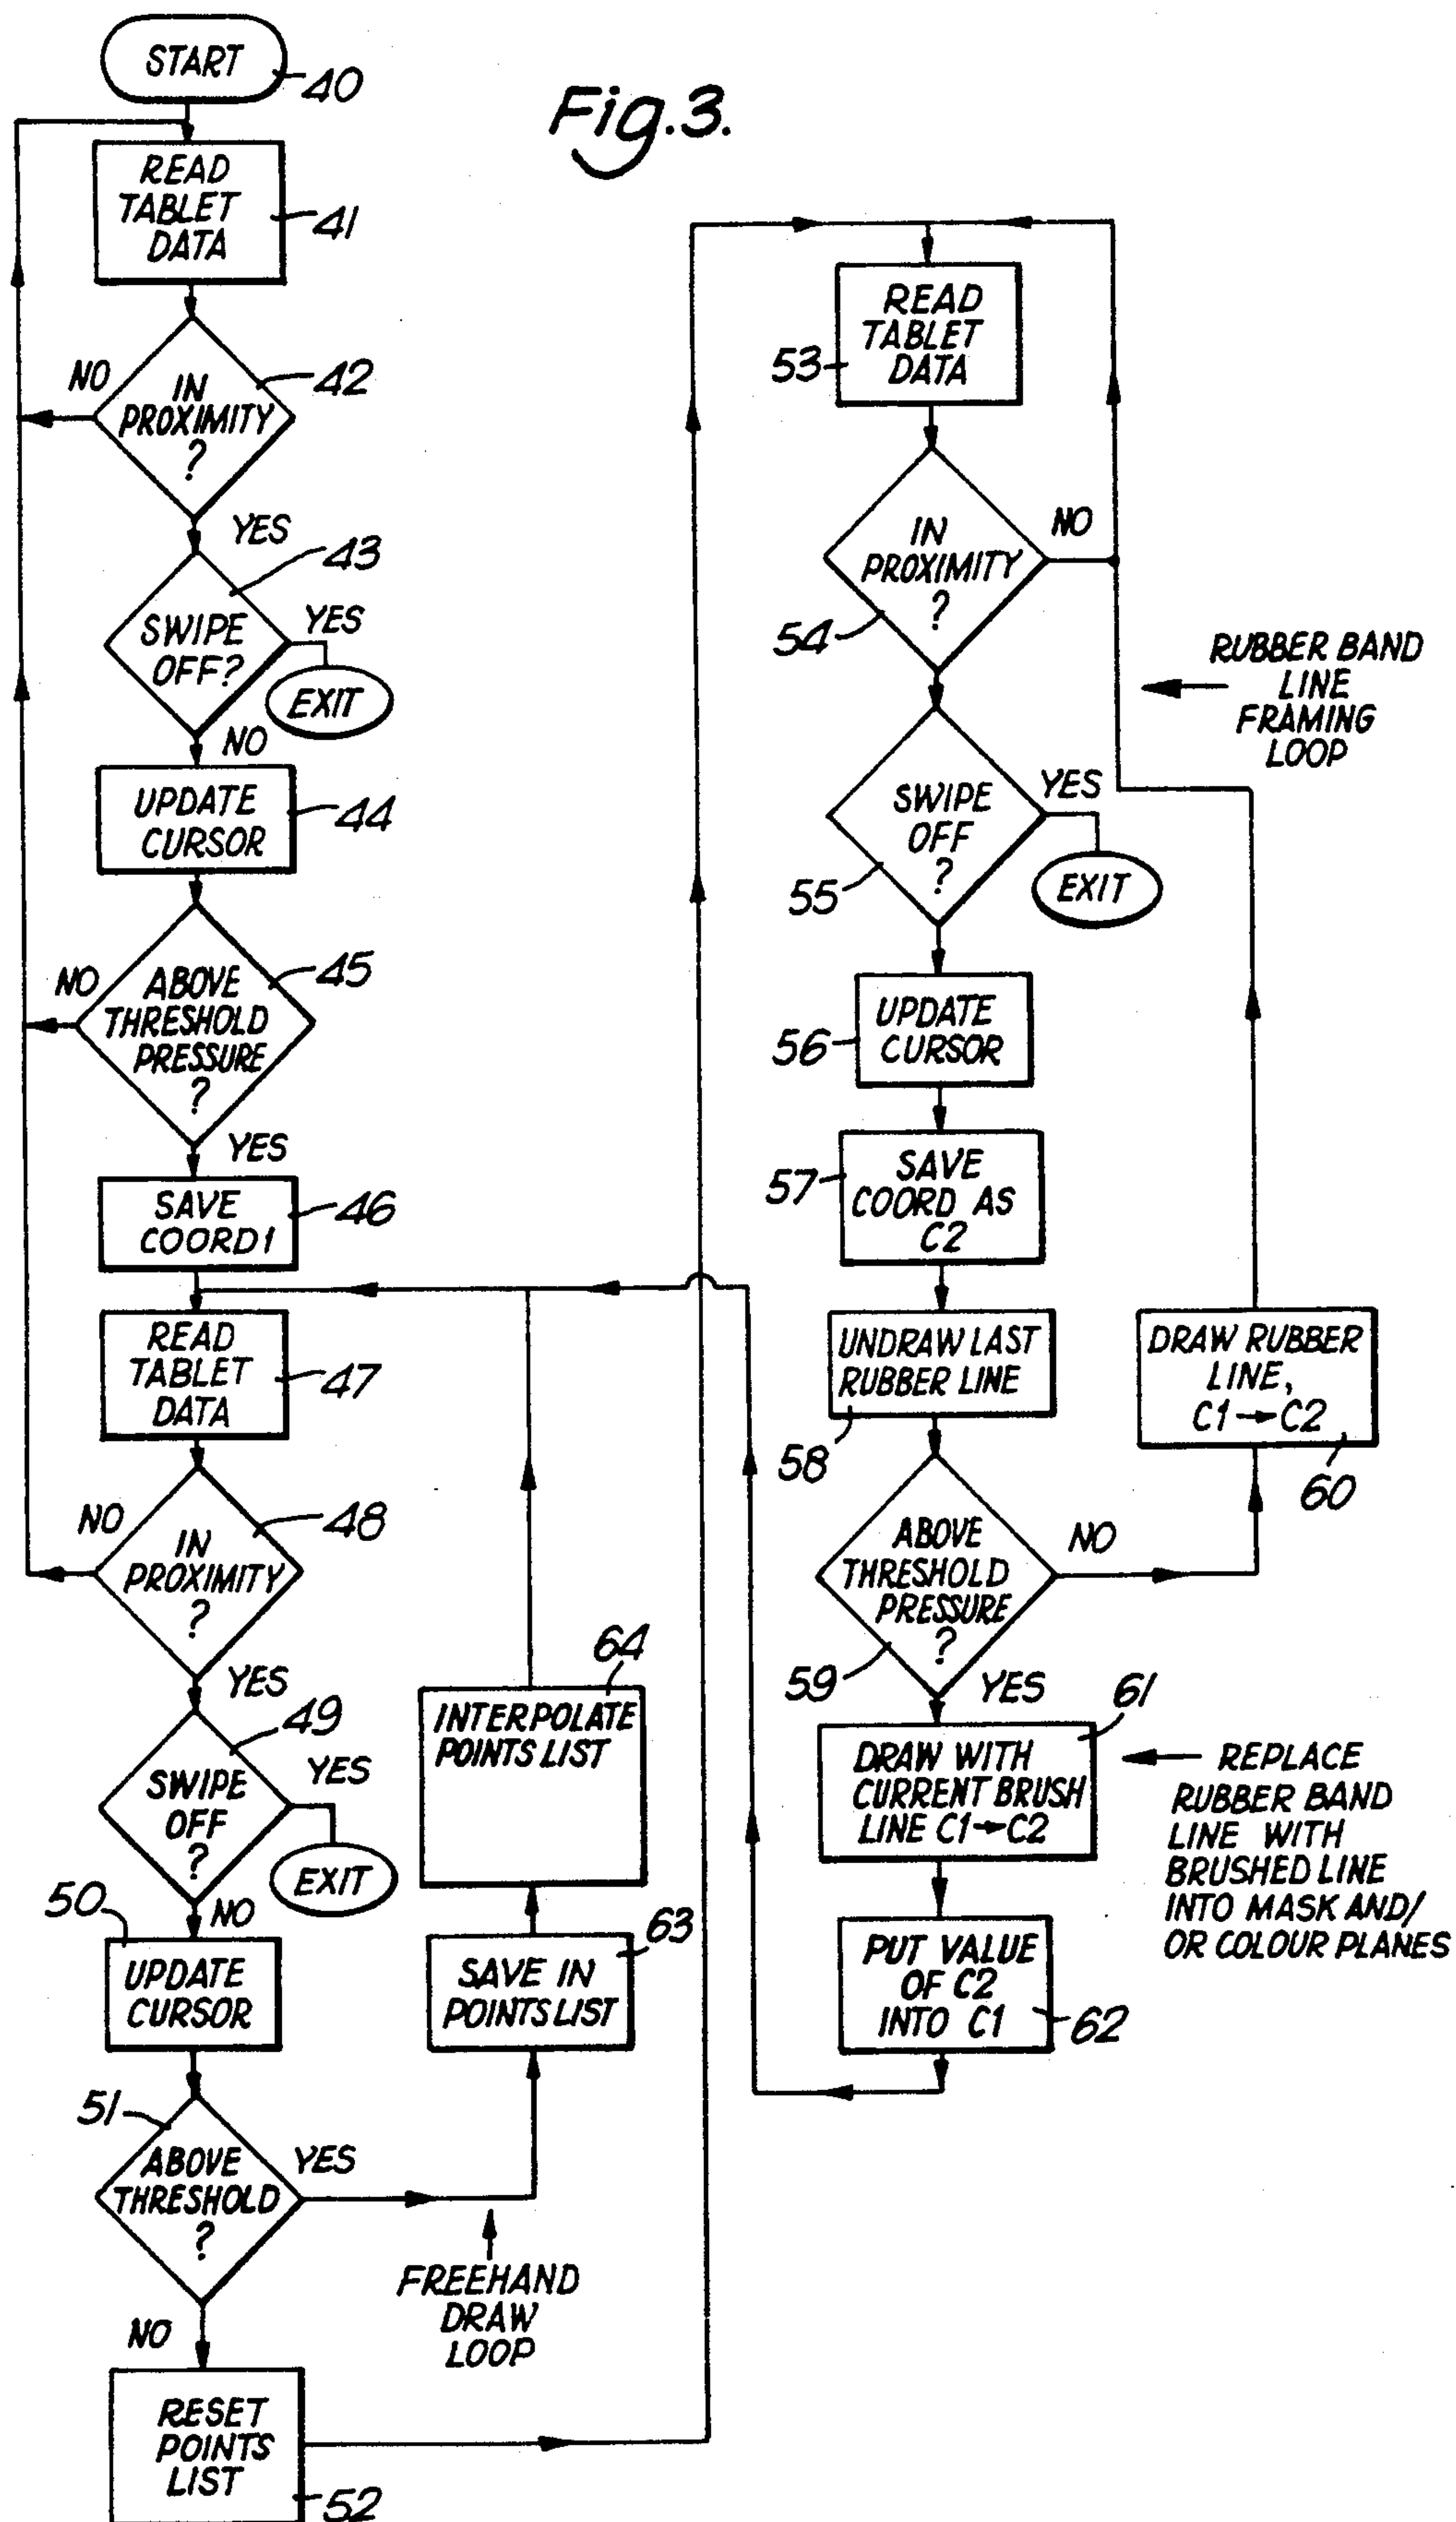 Fig.3.
START
40
READ
TABLET
DATA
41
IN
PROXIMITY
?
42
NO
YES
SWIPE
OFF?
43
YES
EXIT
NO
UPDATE
CURSOR
44
ABOVE
THRESHOLD
PRESSURE
?
45
NO
YES
SAVE
COORD1
46
READ
TABLET
DATA
47
IN
PROXIMITY
?
48
NO
YES
SWIPE
OFF
?
49
YES
EXIT
NO
50
UPDATE
CURSOR
51
ABOVE
THRESHOLD
?
YES
NO
FREEHAND
DRAW
LOOP
RESET
POINTS
LIST
52
64
INTERPOLATE
POINTS LIST
63
SAVE IN
POINTS LIST
READ
TABLET
DATA
53
IN
PROXIMITY
?
54
NO
RUBBER BAND
LINE
FRAMING
LOOP
SWIPE
OFF
?
55
YES
EXIT
UPDATE
CURSOR
56
SAVE
COORD AS
C2
57
UNDRAW LAST
RUBBER LINE
58
ABOVE
THRESHOLD
PRESSURE
?
59
NO
YES
DRAW RUBBER
LINE,
C1→C2
60
61
DRAW WITH
CURRENT BRUSH
LINE C1→C2
REPLACE
RUBBER BAND
LINE WITH
BRUSHED LINE
INTO MASK AND/
OR COLOUR PLANES
PUT VALUE
OF C2
INTO C1
62